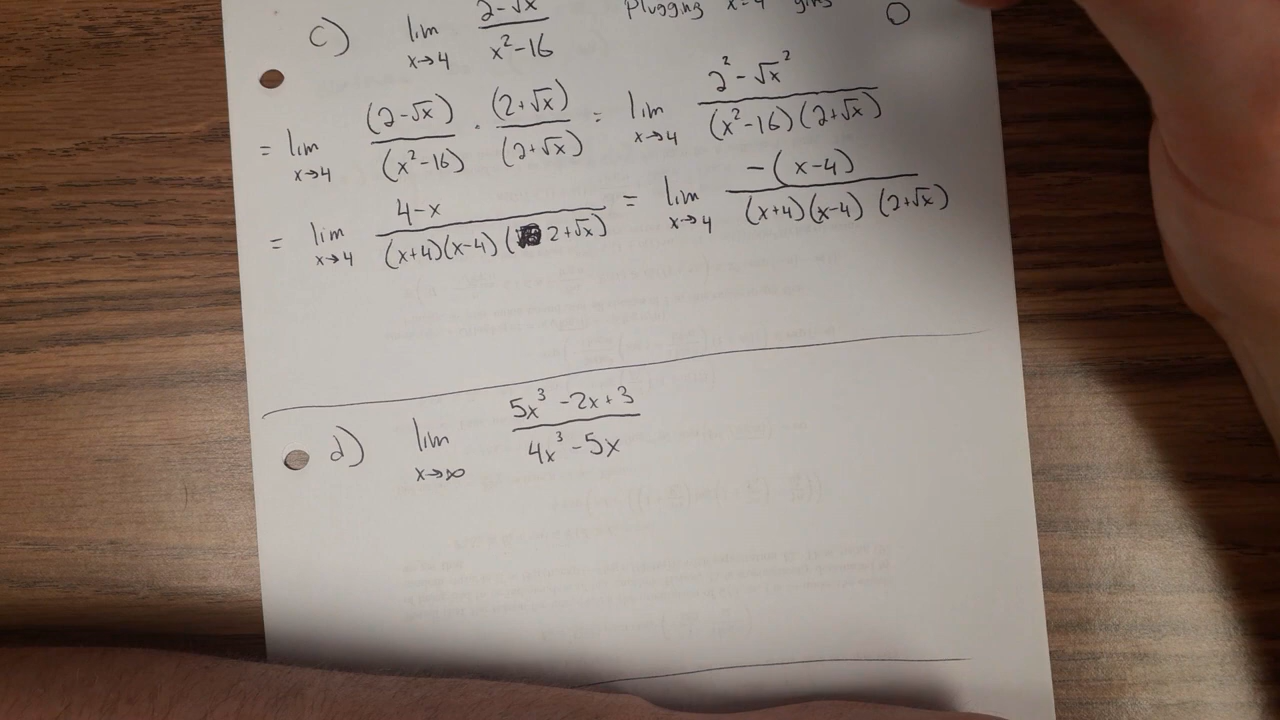 c) lim x→4 2-√x / x²-16 Plugging x=4 gives 0
= lim x→4 (2-√x) / (x²-16) · (2+√x) / (2+√x) = lim x→4 2² - √x² / (x²-16)(2+√x)
= lim x→4 4-x / (x+4)(x-4)(2+√x) = lim x→4 -(x-4) / (x+4)(x-4)(2+√x)
d) lim x→∞ 5x³-2x+3 / 4x³-5x